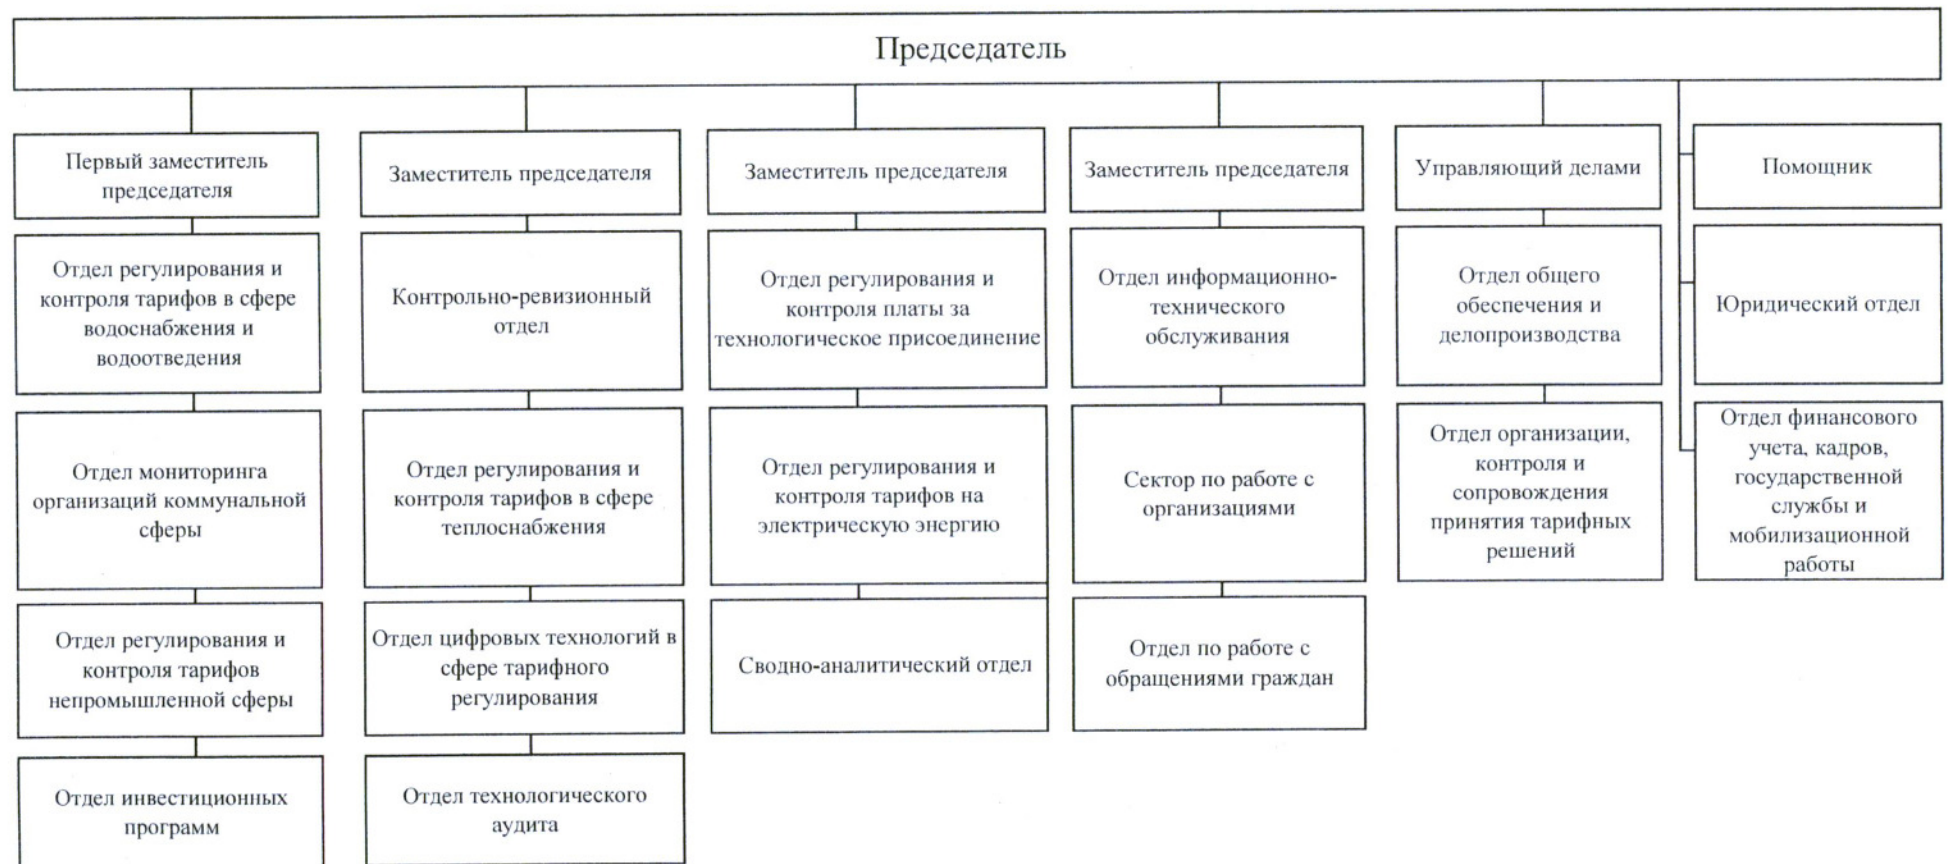 Председатель
Первый заместитель
председателя
Заместитель председателя
Заместитель председателя
Заместитель председателя
Управляющий делами
Помощник
Отдел регулирования и
контроля тарифов в сфере
водоснабжения и
водоотведения
Контрольно-ревизионный
отдел
Отдел регулирования и
контроля платы за
технологическое присоединение
Отдел информационно-
технического
обслуживания
Отдел общего
обеспечения и
делопроизводства
Юридический отдел
Отдел мониторинга
организаций коммунальной
сферы
Отдел регулирования и
контроля тарифов в сфере
теплоснабжения
Отдел регулирования и
контроля тарифов на
электрическую энергию
Сектор по работе с
организациями
Отдел организации,
контроля и
сопровождения
принятия тарифных
решений
Отдел финансового
учета, кадров,
государственной
службы и
мобилизационной
работы
Отдел регулирования и
контроля тарифов
непромышленной сферы
Отдел цифровых технологий в
сфере тарифного
регулирования
Сводно-аналитический отдел
Отдел по работе с
обращениями граждан
Отдел инвестиционных
программ
Отдел технологического
аудита